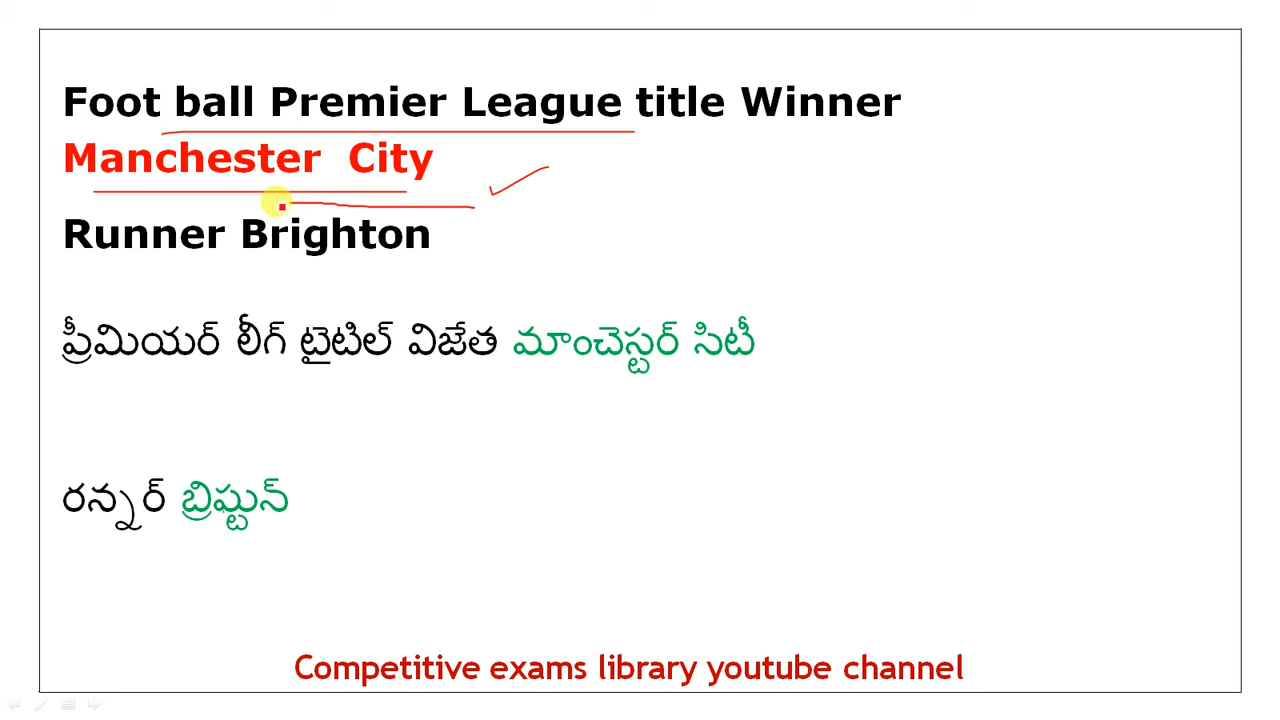 Foot ball Premier League title Winner
Manchester City
Runner Brighton
ప్రీమియర్ లీగ్ టైటిల్ విజేత మాంచెస్టర్ సిటీ
రన్నర్ బ్రిఘ్టున్
Competitive exams library youtube channel